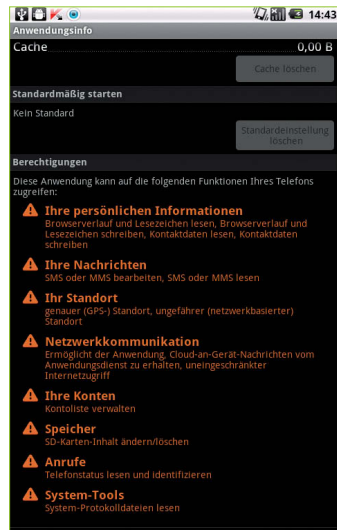 14:43
Anwendungsinfo
Cache 0,00 B
Cache löschen
Standardmäßig starten
Kein Standard
Standardeinstellung
löschen
Berechtigungen
Diese Anwendung kann auf die folgenden Funktionen Ihres Telefons
zugreifen:
Ihre persönlichen Informationen
Browserverlauf und Lesezeichen lesen, Browserverlauf und
Lesezeichen schreiben, Kontaktdaten lesen, Kontaktdaten
schreiben
Ihre Nachrichten
SMS oder MMS bearbeiten, SMS oder MMS lesen
Ihr Standort
genauer (GPS-) Standort, ungefährer (netzwerkbasierter)
Standort
Netzwerkkommunikation
Ermöglicht der Anwendung, Cloud-an-Gerät-Nachrichten vom
Anwendungsdienst zu erhalten, uneingeschränkter
Internetzugriff
Ihre Konten
Kontoliste verwalten
Speicher
SD-Karten-Inhalt ändern/löschen
Anrufe
Telefonstatus lesen und identifizieren
System-Tools
System-Protokolldateien lesen